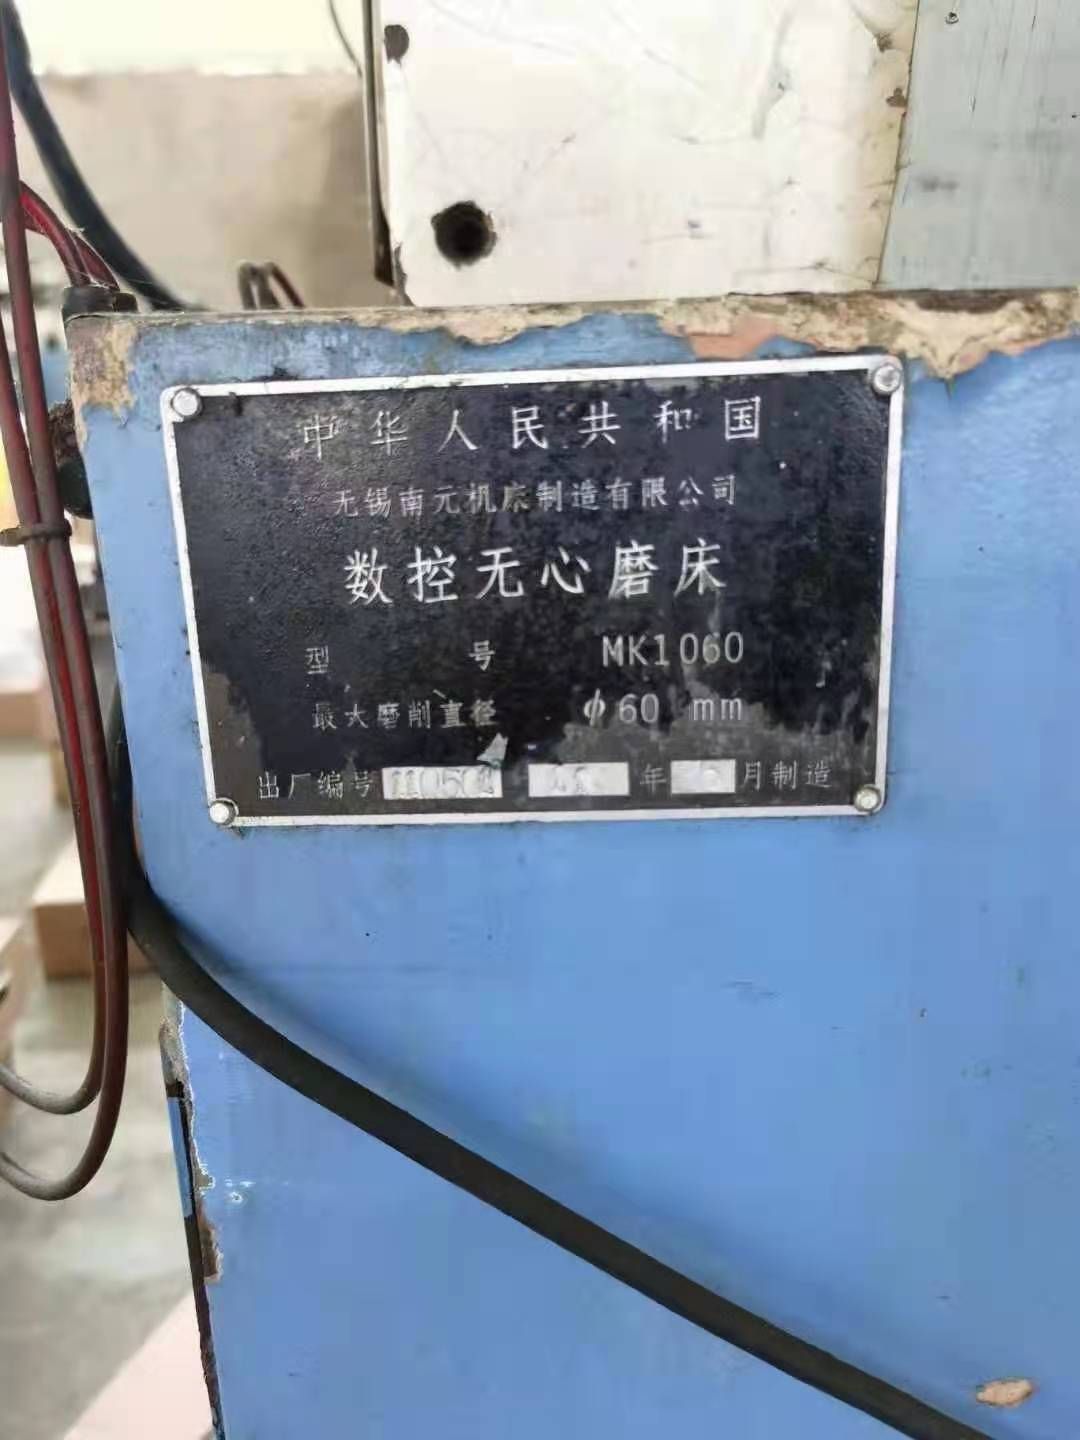 中华人民共和国
无锡南元机床制造有限公司
数控无心磨床
型 号 MK1060
最大磨削直径 φ60 mm
出厂编号 110501 年 月制造